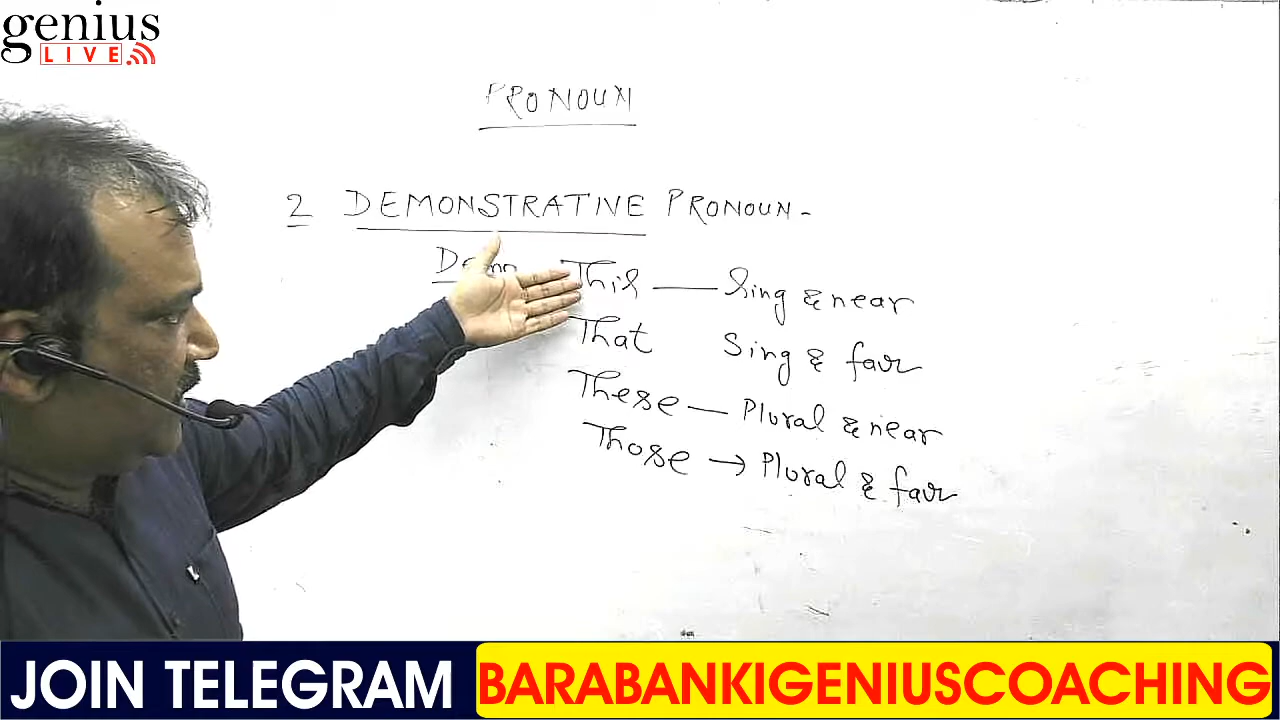 genius
LIVE
PRONOUN
2 DEMONSTRATIVE PRONOUN-
This — Sing & near
That Sing & far
These — Plural & near
Those → Plural & far
JOIN TELEGRAM BARABANKIGENIUSCOACHING